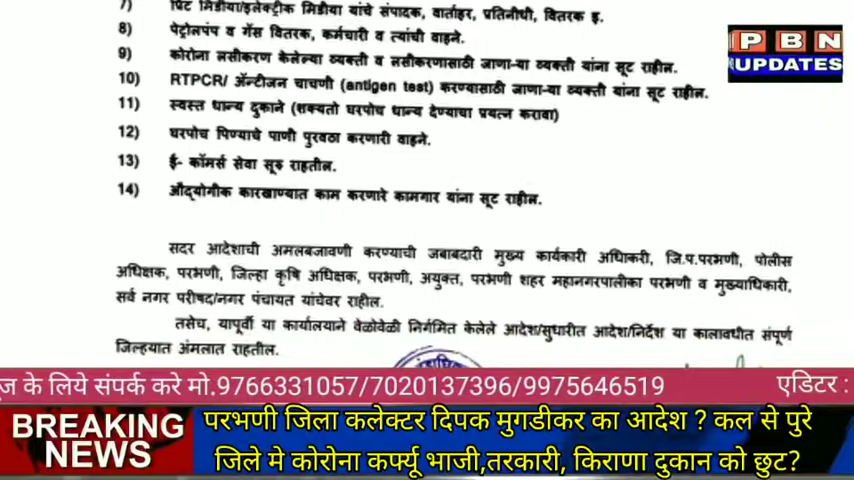 7) प्रिंट मिडीया/इलेक्ट्रीक मिडीया यांचे संपादक, वार्ताहर, प्रतिनीधी, वितरक इ.
8) पेट्रोलपंप व गॅस वितरक, कर्मचारी व त्यांची वाहने.
PBN
UPDATES
9) कोरोना लसीकरण केलेल्या व्यक्ती व लसीकरणासाठी जाणा-या व्यक्ती यांना सूट राहील.
10) RTPCR/ ॲन्टीजन चाचणी (antigen test) करण्यासाठी जाणा-या व्यक्ती यांना सूट राहील.
11) स्वस्त धान्य दुकाने (शक्यतो घरपोच धान्य देण्याचा प्रयत्न करावा)
12) घरपोच पिण्याचे पाणी पुरवठा करणारी वाहने.
13) ई- कॉमर्स सेवा सूरु राहतील.
14) औद्योगीक कारखाण्यात काम करणारे कामगार यांना सूट राहील.
सदर आदेशाची अमलबजावणी करण्याची जबाबदारी मुख्य कार्यकारी अधिाकरी, जि.प.परभणी, पोलीस
अधिक्षक, परभणी, जिल्हा कृषि अधिक्षक, परभणी, अयुक्त, परभणी शहर महानगरपालीका परभणी व मुख्याधिकारी,
सर्व नगर परीषद/नगर पंचायत यांचेवर राहील.
तसेच, यापूर्वी या कार्यालयाने वेळोवेळी निर्गमित केलेले आदेश/सुधारीत आदेश/निर्देश या कालावधीत संपूर्ण
जिल्हयात अंमलात राहतील.
के लिये संपर्क करे मो.9766331057/7020137396/9975646519 एडिटर :
BREAKING
NEWS
परभणी जिला कलेक्टर दिपक मुगडीकर का आदेश ? कल से पुरे
जिले मे कोरोना कर्फ्यू भाजी,तरकारी, किराणा दुकान को छुट?